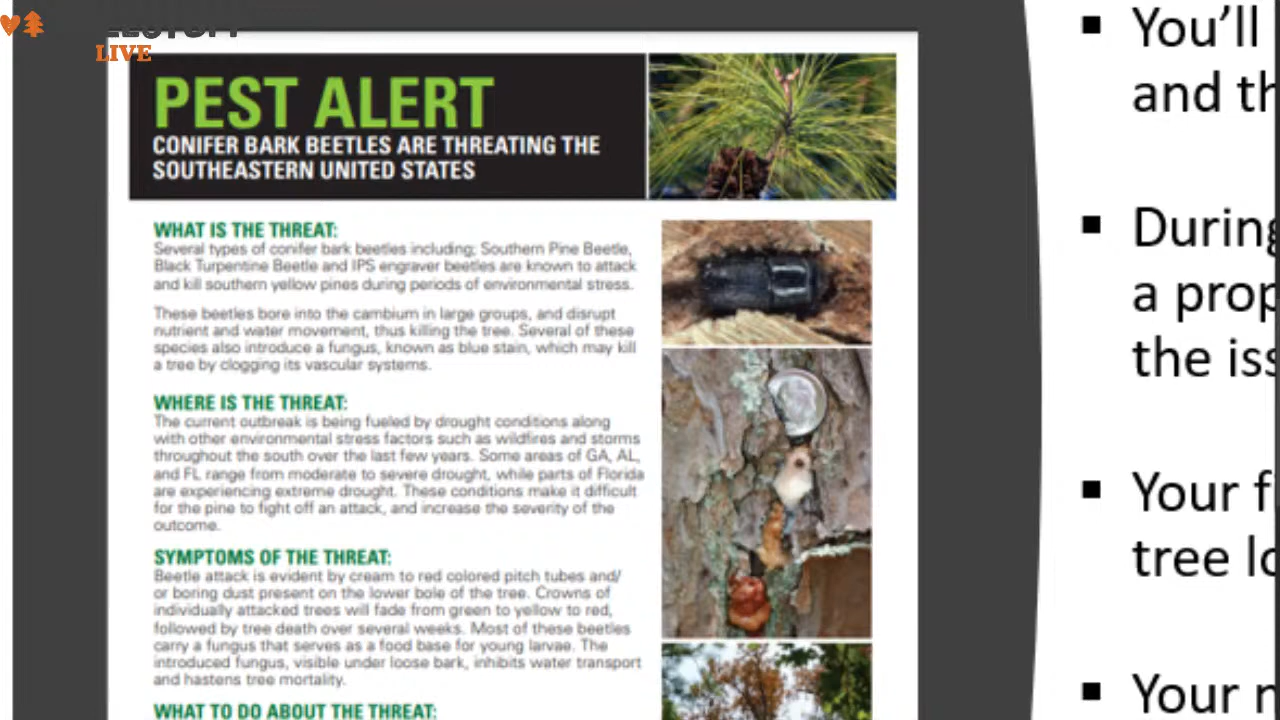 LIVE
PEST ALERT
CONIFER BARK BEETLES ARE THREATING THE
SOUTHEASTERN UNITED STATES
WHAT IS THE THREAT:
Several types of conifer bark beetles including; Southern Pine Beetle,
Black Turpentine Beetle and IPS engraver beetles are known to attack
and kill southern yellow pines during periods of environmental stress.
These beetles bore into the cambium in large groups, and disrupt
nutrient and water movement, thus killing the tree. Several of these
species also introduce a fungus, known as blue stain, which may kill
a tree by clogging its vascular systems.
WHERE IS THE THREAT:
The current outbreak is being fueled by drought conditions along
with other environmental stress factors such as wildfires and storms
throughout the south over the last few years. Some areas of GA, AL,
and FL range from moderate to severe drought, while parts of Florida
are experiencing extreme drought. These conditions make it difficult
for the pine to fight off an attack, and increase the severity of the
outcome.
SYMPTOMS OF THE THREAT:
Beetle attack is evident by cream to red colored pitch tubes and/
or boring dust present on the lower bole of the tree. Crowns of
individually attacked trees will fade from green to yellow to red,
followed by tree death over several weeks. Most of these beetles
carry a fungus that serves as a food base for young larvae. The
introduced fungus, visible under loose bark, inhibits water transport
and hastens tree mortality.
WHAT TO DO ABOUT THE THREAT:
▪ You'll
and th
▪ During
a prop
the iss
▪ Your f
tree lo
▪ Your